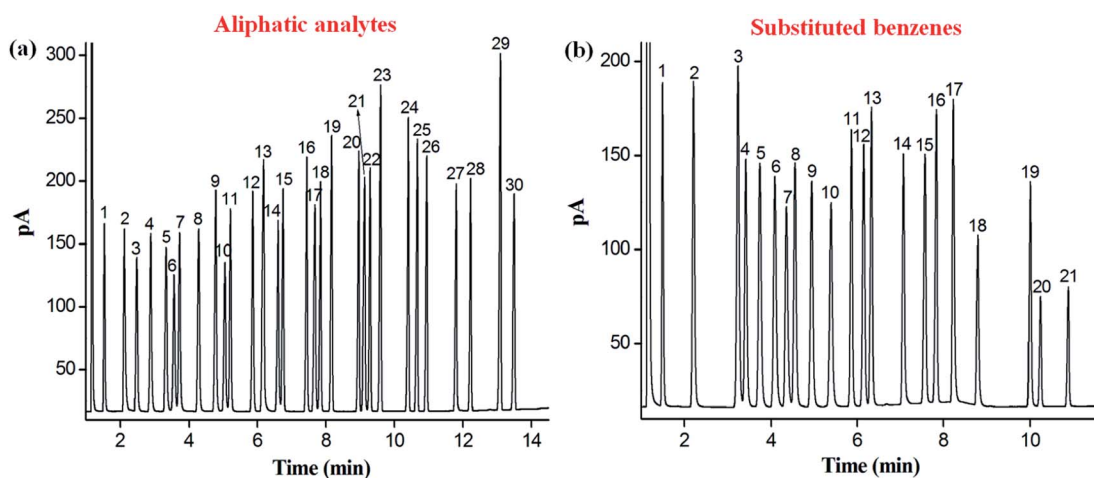 Aliphatic analytes
(a)
300
250
200
150
100
50
pA
1 2 3 4 5 6 7 8 9 10 11 12 13 14 15 16 17 18 19 20 21 22 23 24 25 26 27 28 29 30
2 4 6 8 10 12 14
Time (min)
Substituted benzenes
(b)
200
150
100
50
pA
1 2 3 4 5 6 7 8 9 10 11 12 13 14 15 16 17 18 19 20 21
2 4 6 8 10
Time (min)